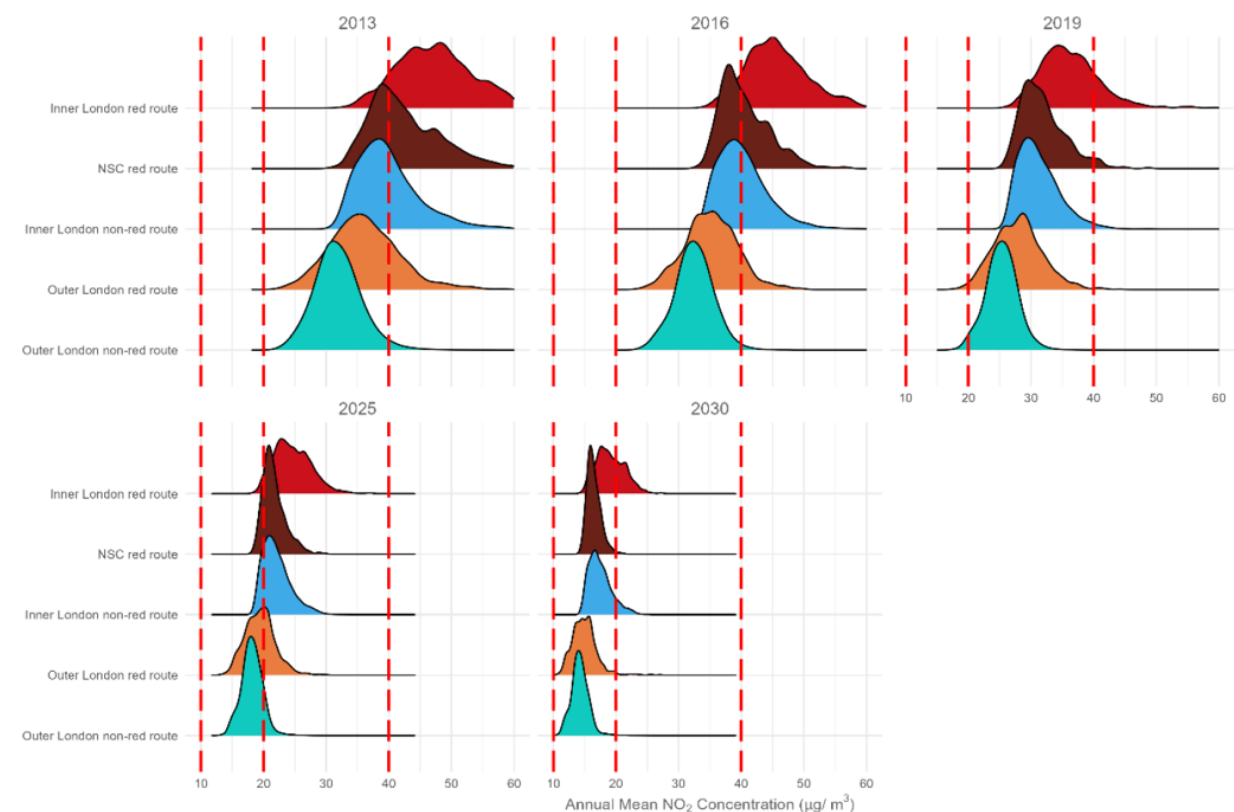 2013 2016 2019
Inner London red route
NSC red route
Inner London non-red route
Outer London red route
Outer London non-red route
10 20 30 40 50 60
2025 2030
Inner London red route
NSC red route
Inner London non-red route
Outer London red route
Outer London non-red route
10 20 30 40 50 60 10 20 30 40 50 60
Annual Mean NO₂ Concentration (µg/ m³)